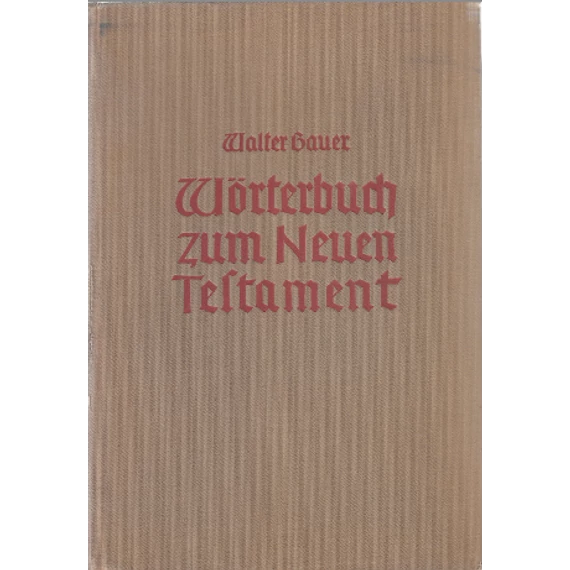 Walter Bauer
Wörterbuch
zum Neuen
Teſtament